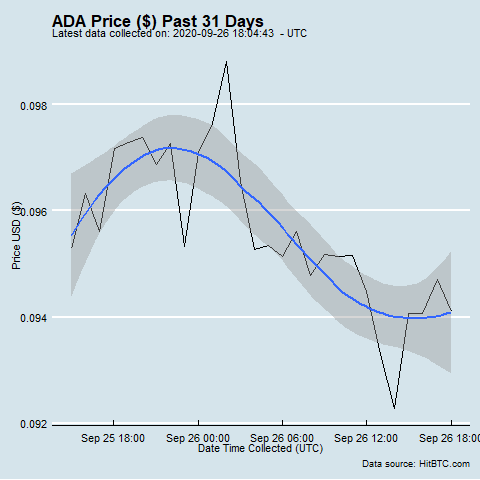 ADA Price ($) Past 31 Days
Latest data collected on: 2020-09-26 18:04:43 - UTC
0.098
0.096
0.094
0.092
Price USD ($)
Sep 25 18:00 Sep 26 00:00 Sep 26 06:00 Sep 26 12:00 Sep 26 18:00
Date Time Collected (UTC)
Data source: HitBTC.com